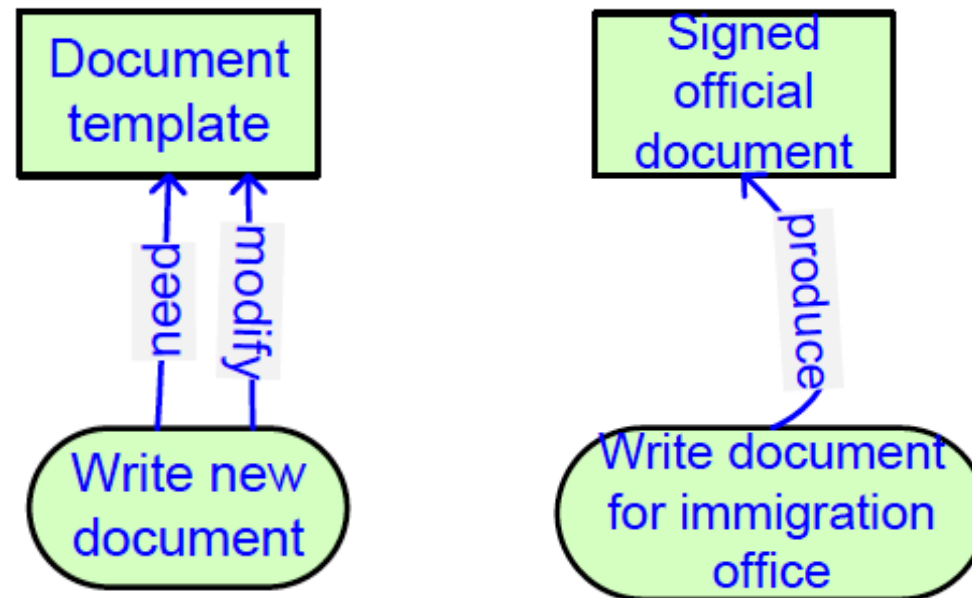 Document
template
Signed
official
document
need
modify
produce
Write new
document
Write document
for immigration
office